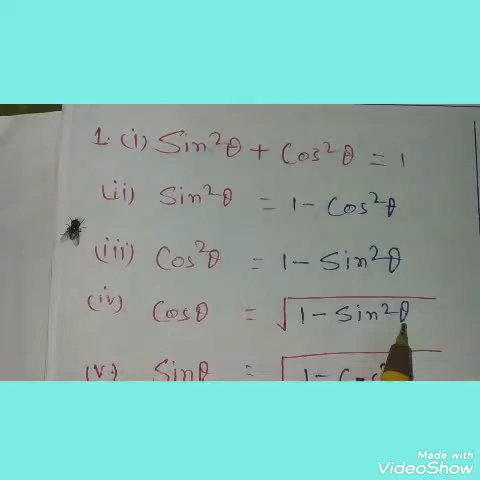 1. (i) Sin²θ + Cos²θ = 1
(ii) Sin²θ = 1 - Cos²θ
(iii) Cos²θ = 1 - Sin²θ
(iv) Cosθ = √1 - Sin²θ
(v) Sinθ = √1 -
Made with
VideoShow